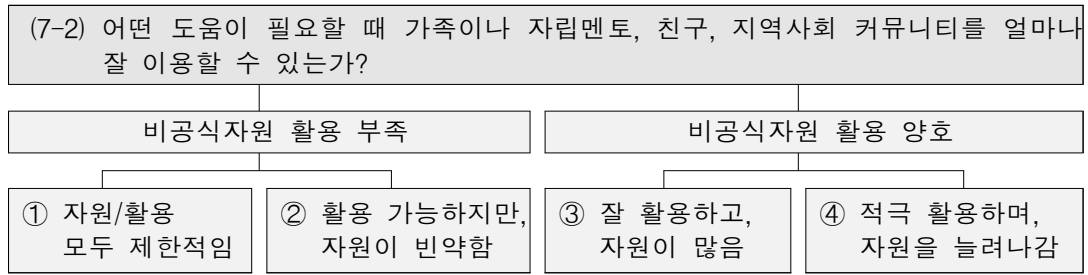 (7-2) 어떤 도움이 필요할 때 가족이나 자립멘토, 친구, 지역사회 커뮤니티를 얼마나
잘 이용할 수 있는가?
비공식자원 활용 부족
비공식자원 활용 양호
① 자원/활용
모두 제한적임
② 활용 가능하지만,
자원이 빈약함
③ 잘 활용하고,
자원이 많음
④ 적극 활용하며,
자원을 늘려나감